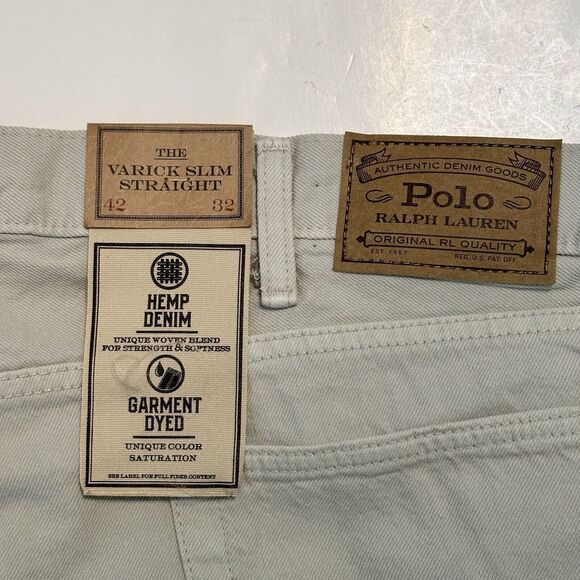 THE
VARICK SLIM
STRAIGHT
42 32
HEMP
DENIM
UNIQUE WOVEN BLEND
FOR STRENGTH & SOFTNESS
GARMENT
DYED
UNIQUE COLOR
SATURATION
SEE LABEL FOR FULL FIBER CONTENT
AUTHENTIC DENIM GOODS
Polo
RALPH LAUREN
ORIGINAL RL QUALITY
EST. 1967 REG. U.S. PAT. OFF.